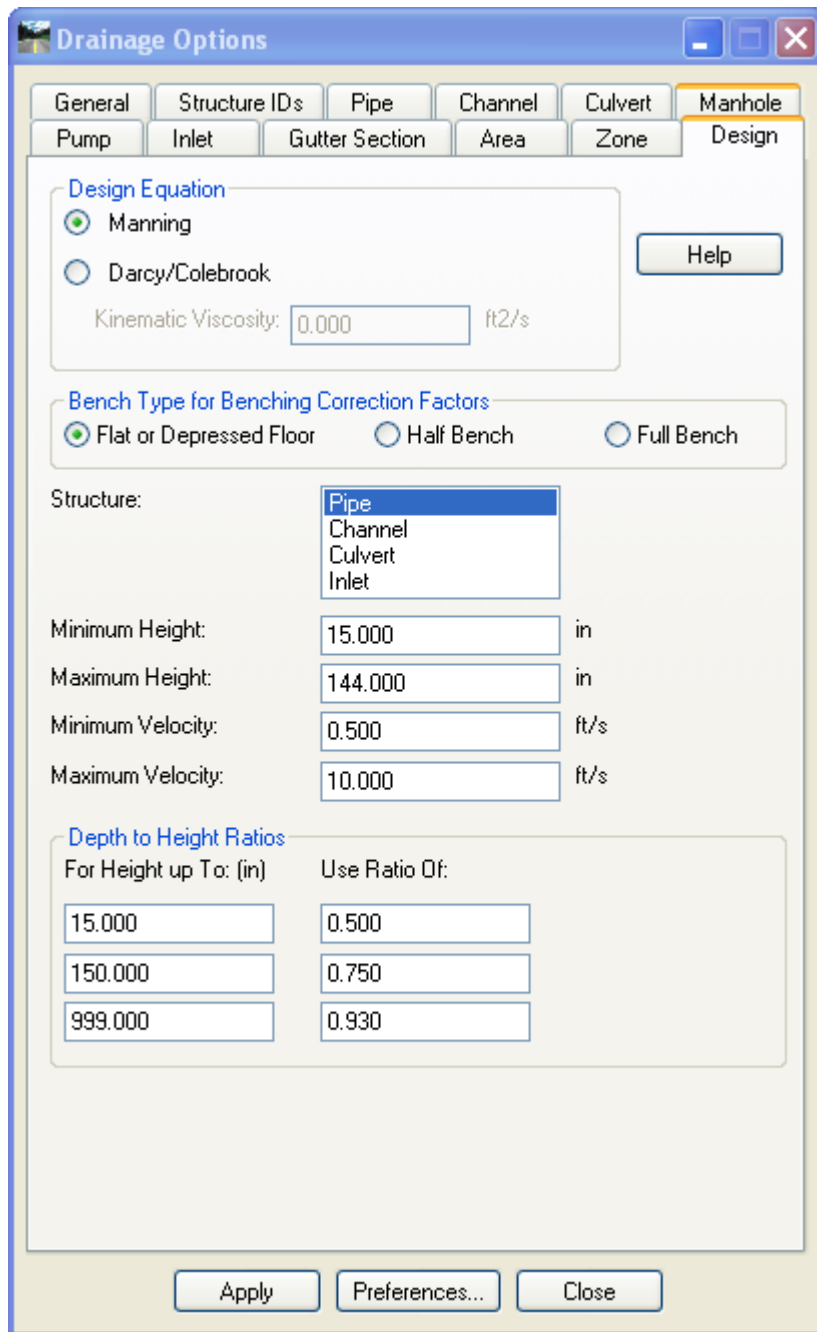 Drainage Options
General Structure IDs Pipe Channel Culvert Manhole
Pump Inlet Gutter Section Area Zone Design
Design Equation
Manning
Help
Darcy/Colebrook
Kinematic Viscosity: 0.000 ft2/s
Bench Type for Benching Correction Factors
Flat or Depressed Floor Half Bench Full Bench
Structure: Pipe
Channel
Culvert
Inlet
Minimum Height: 15.000 in
Maximum Height: 144.000 in
Minimum Velocity: 0.500 ft/s
Maximum Velocity: 10.000 ft/s
Depth to Height Ratios
For Height up To: (in) Use Ratio Of:
15.000 0.500
150.000 0.750
999.000 0.930
Apply Preferences... Close